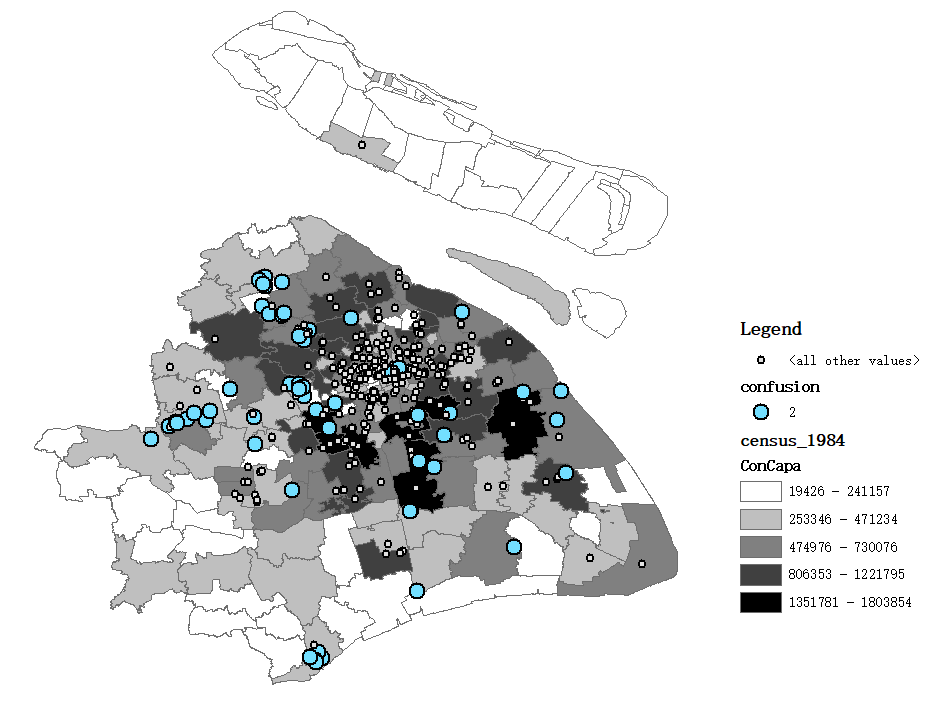 Legend
<all other values>
confusion
2
census_1984
ConCapa
19426 - 241157
253346 - 471234
474976 - 730076
806353 - 1221795
1351781 - 1803854